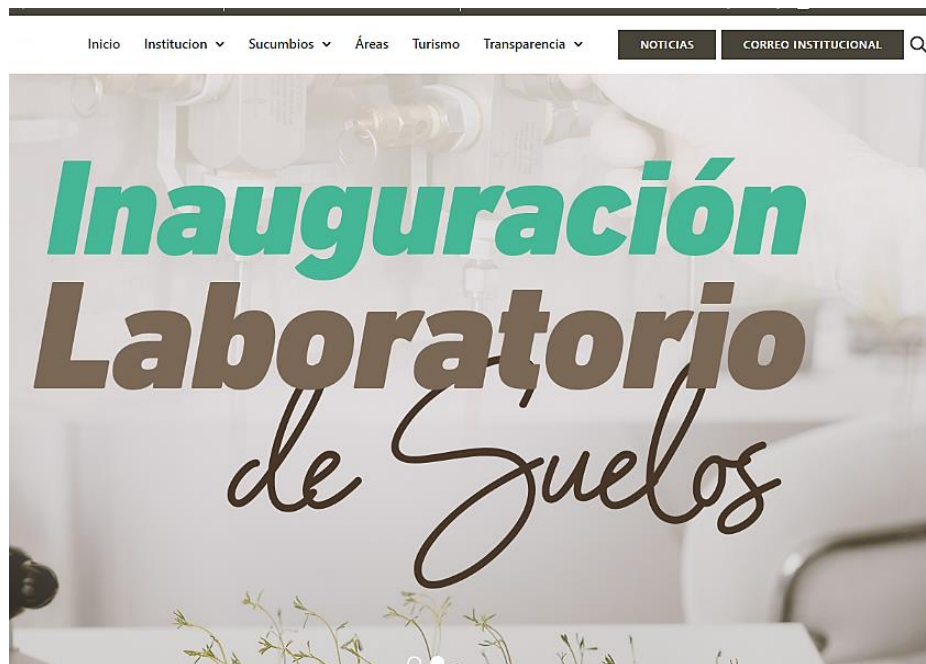 Inicio Institucion Sucumbios Áreas Turismo Transparencia NOTICIAS CORREO INSTITUCIONAL
Inauguración
Laboratorio
de Suelos